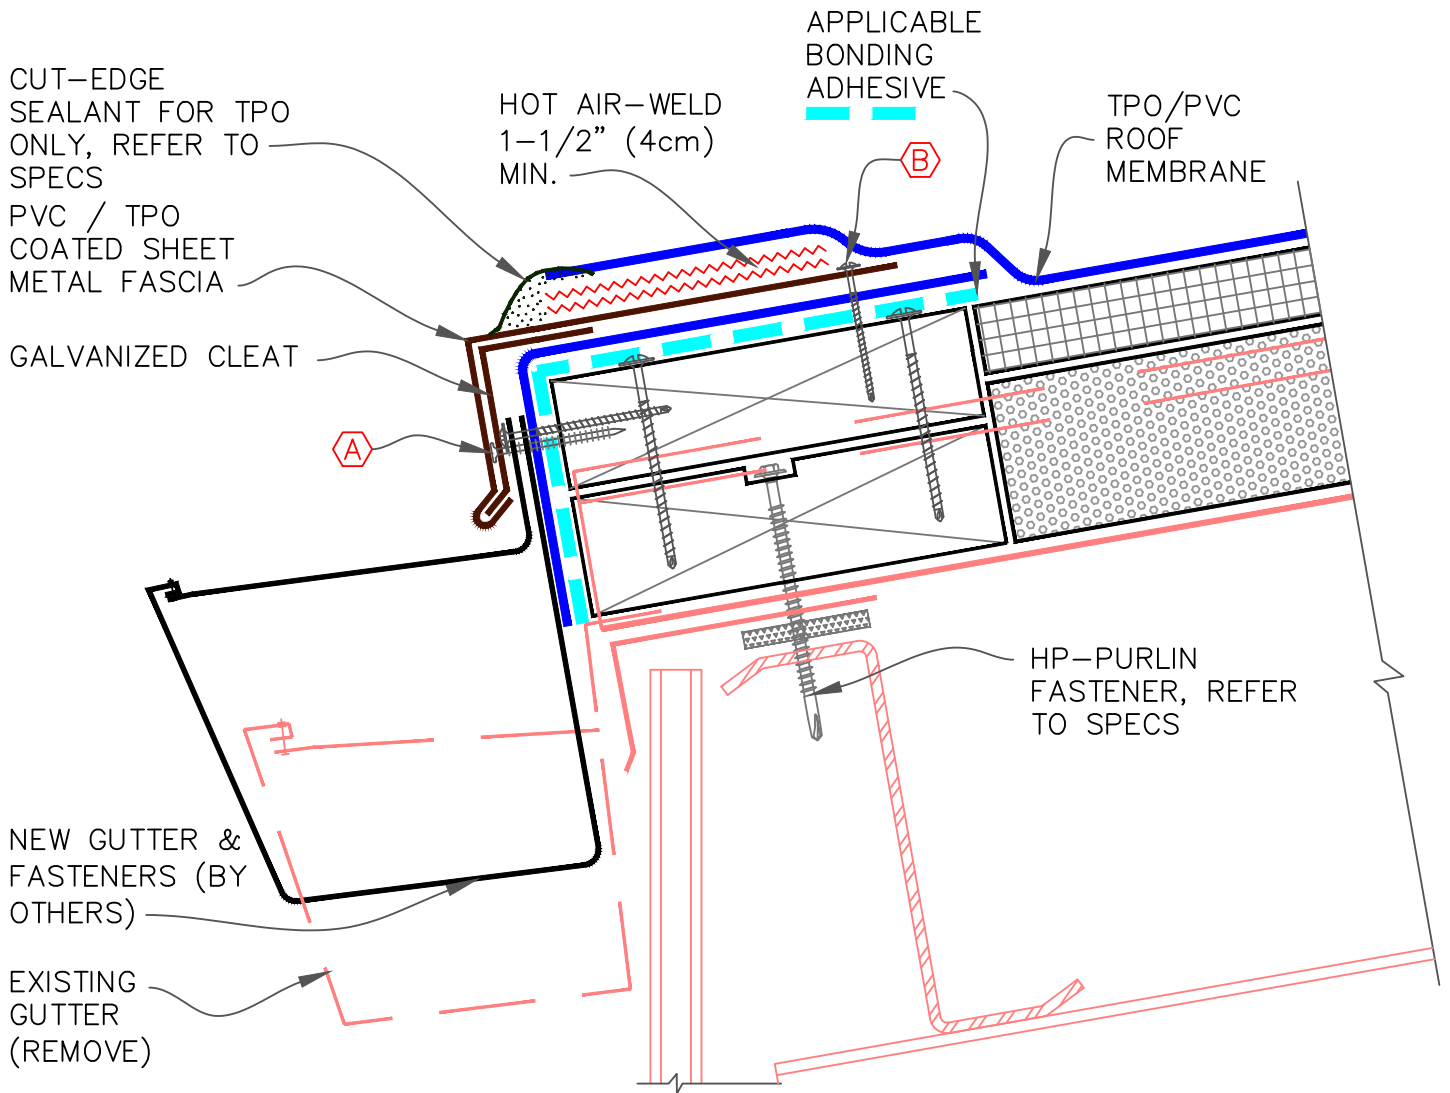 APPLICABLE
BONDING
ADHESIVE
CUT-EDGE
SEALANT FOR TPO
ONLY, REFER TO
SPECS
HOT AIR-WELD
1-1/2" (4cm)
MIN.
TPO/PVC
ROOF
MEMBRANE
B
PVC / TPO
COATED SHEET
METAL FASCIA
GALVANIZED CLEAT
A
HP-PURLIN
FASTENER, REFER
TO SPECS
NEW GUTTER &
FASTENERS (BY
OTHERS)
EXISTING
GUTTER
(REMOVE)